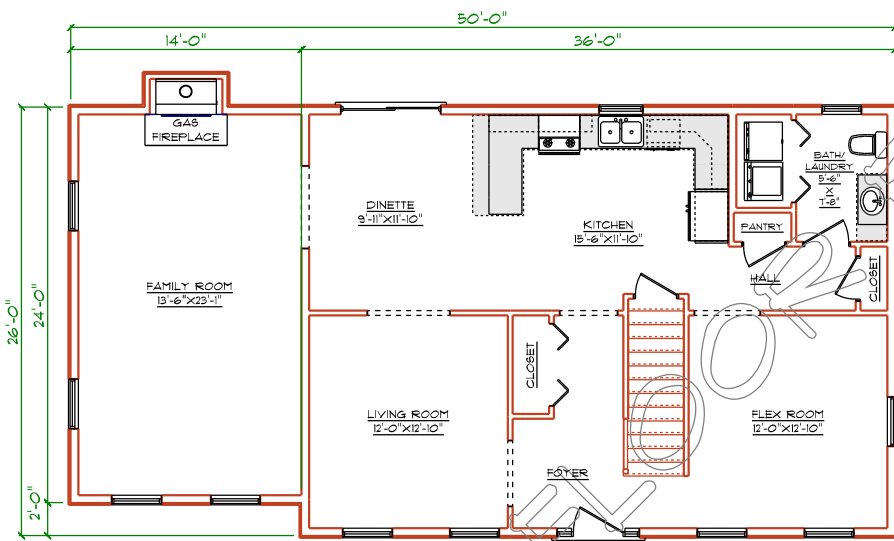 50'-0"
14'-0"
36'-0"
GAS
FIREPLACE
BATH/
LAUNDRY
5'-6"
X
7'-8"
DINETTE
9'-11"X11'-10"
KITCHEN
15'-6"X11'-10"
PANTRY
HALL
CLOSET
FAMILY ROOM
13'-6"X23'-1"
26'-0"
24'-0"
CLOSET
LIVING ROOM
12'-0"X12'-10"
FLEX ROOM
12'-0"X12'-10"
FOYER
2'-0"